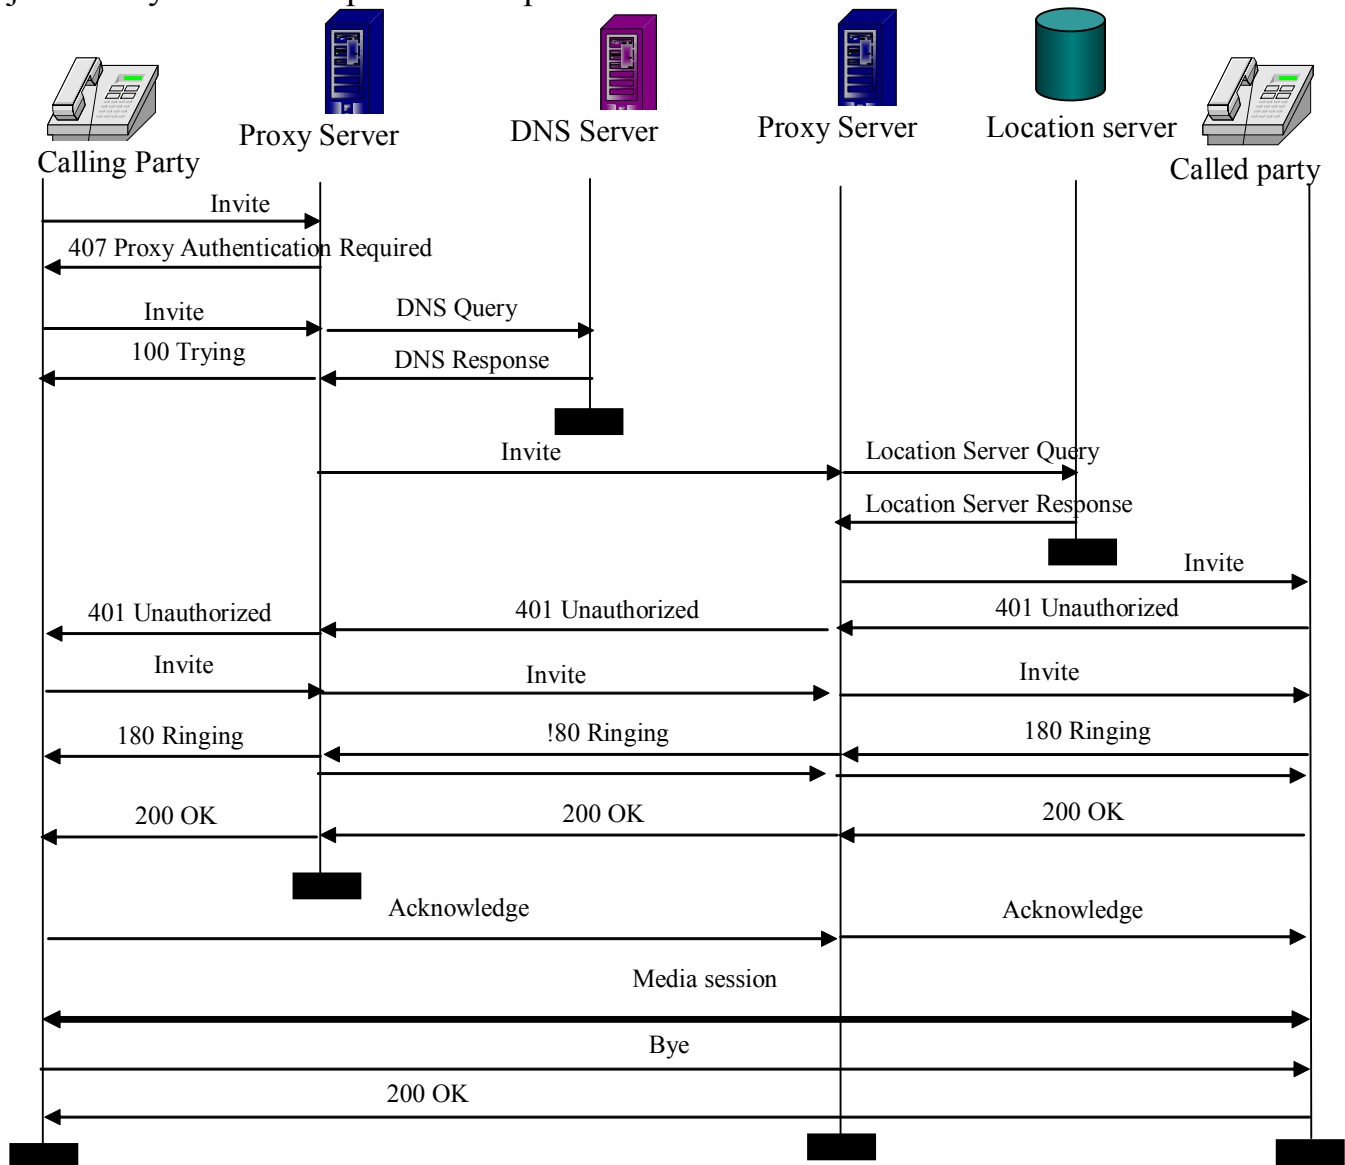 Proxy Server
DNS Server
Proxy Server
Location server
Calling Party
Called party
Invite
407 Proxy Authentication Required
Invite
DNS Query
100 Trying
DNS Response
Invite
Location Server Query
Location Server Response
Invite
401 Unauthorized
401 Unauthorized
401 Unauthorized
Invite
Invite
Invite
180 Ringing
!80 Ringing
180 Ringing
200 OK
200 OK
200 OK
Acknowledge
Acknowledge
Media session
Bye
200 OK